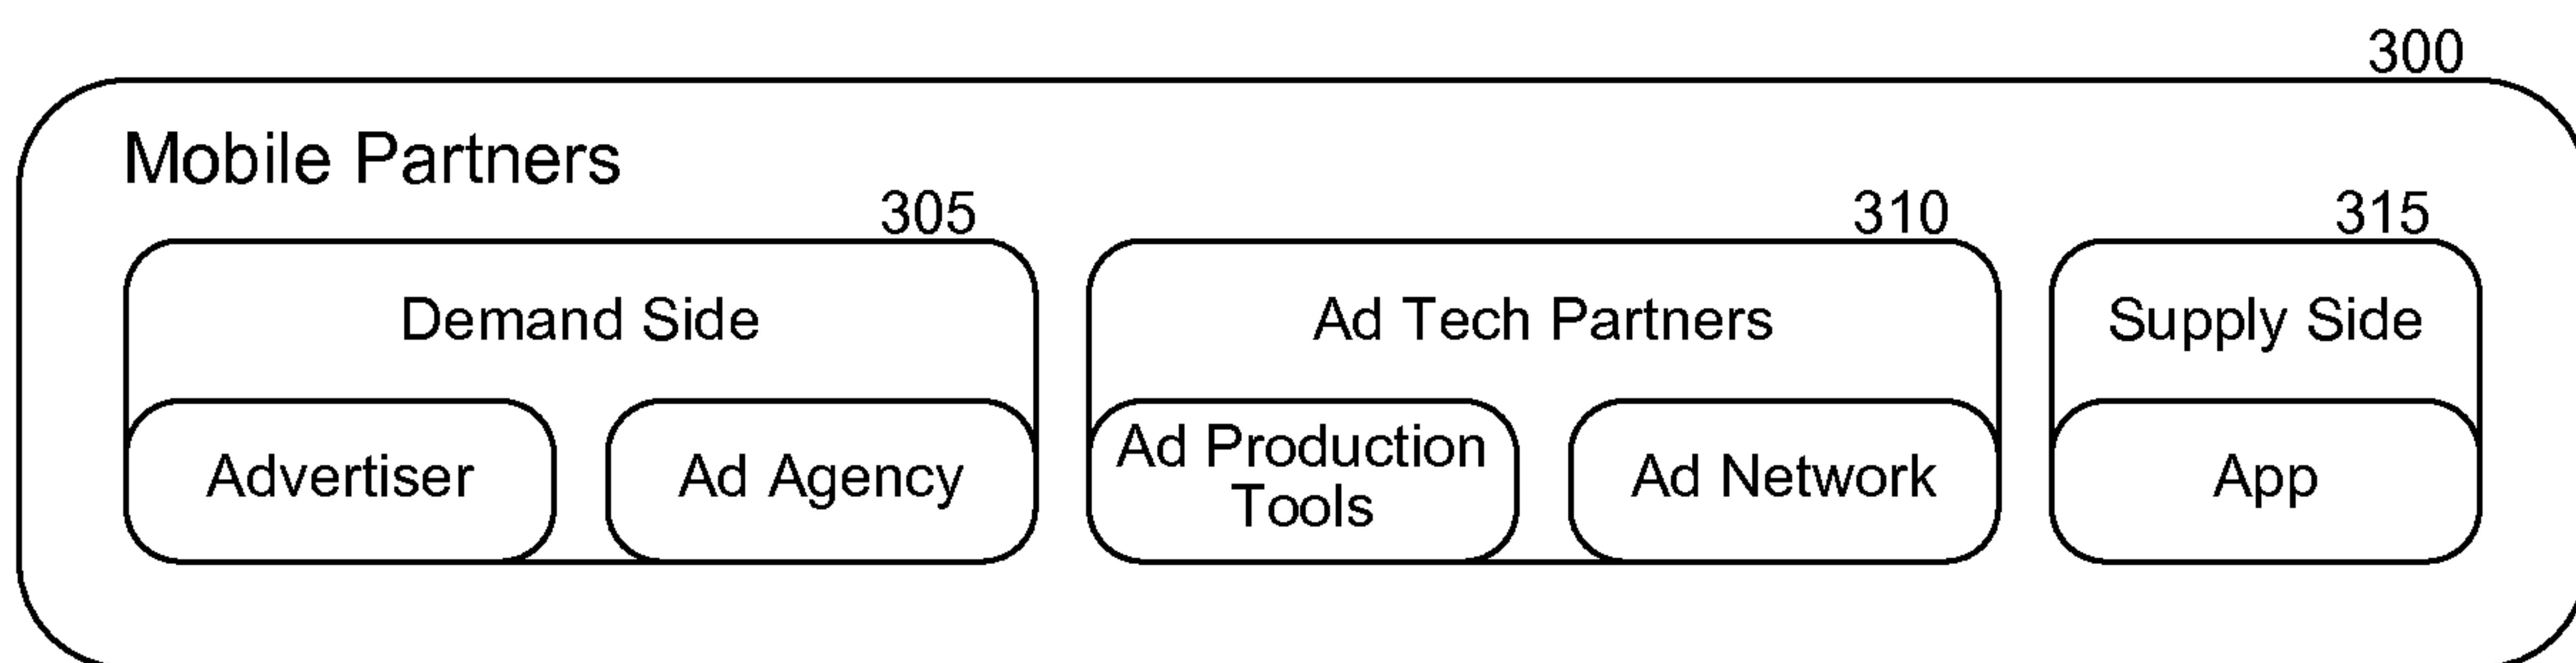 300
Mobile Partners
305
310
315
Demand Side
Ad Tech Partners
Supply Side
Advertiser
Ad Agency
Ad Production
Tools
Ad Network
App